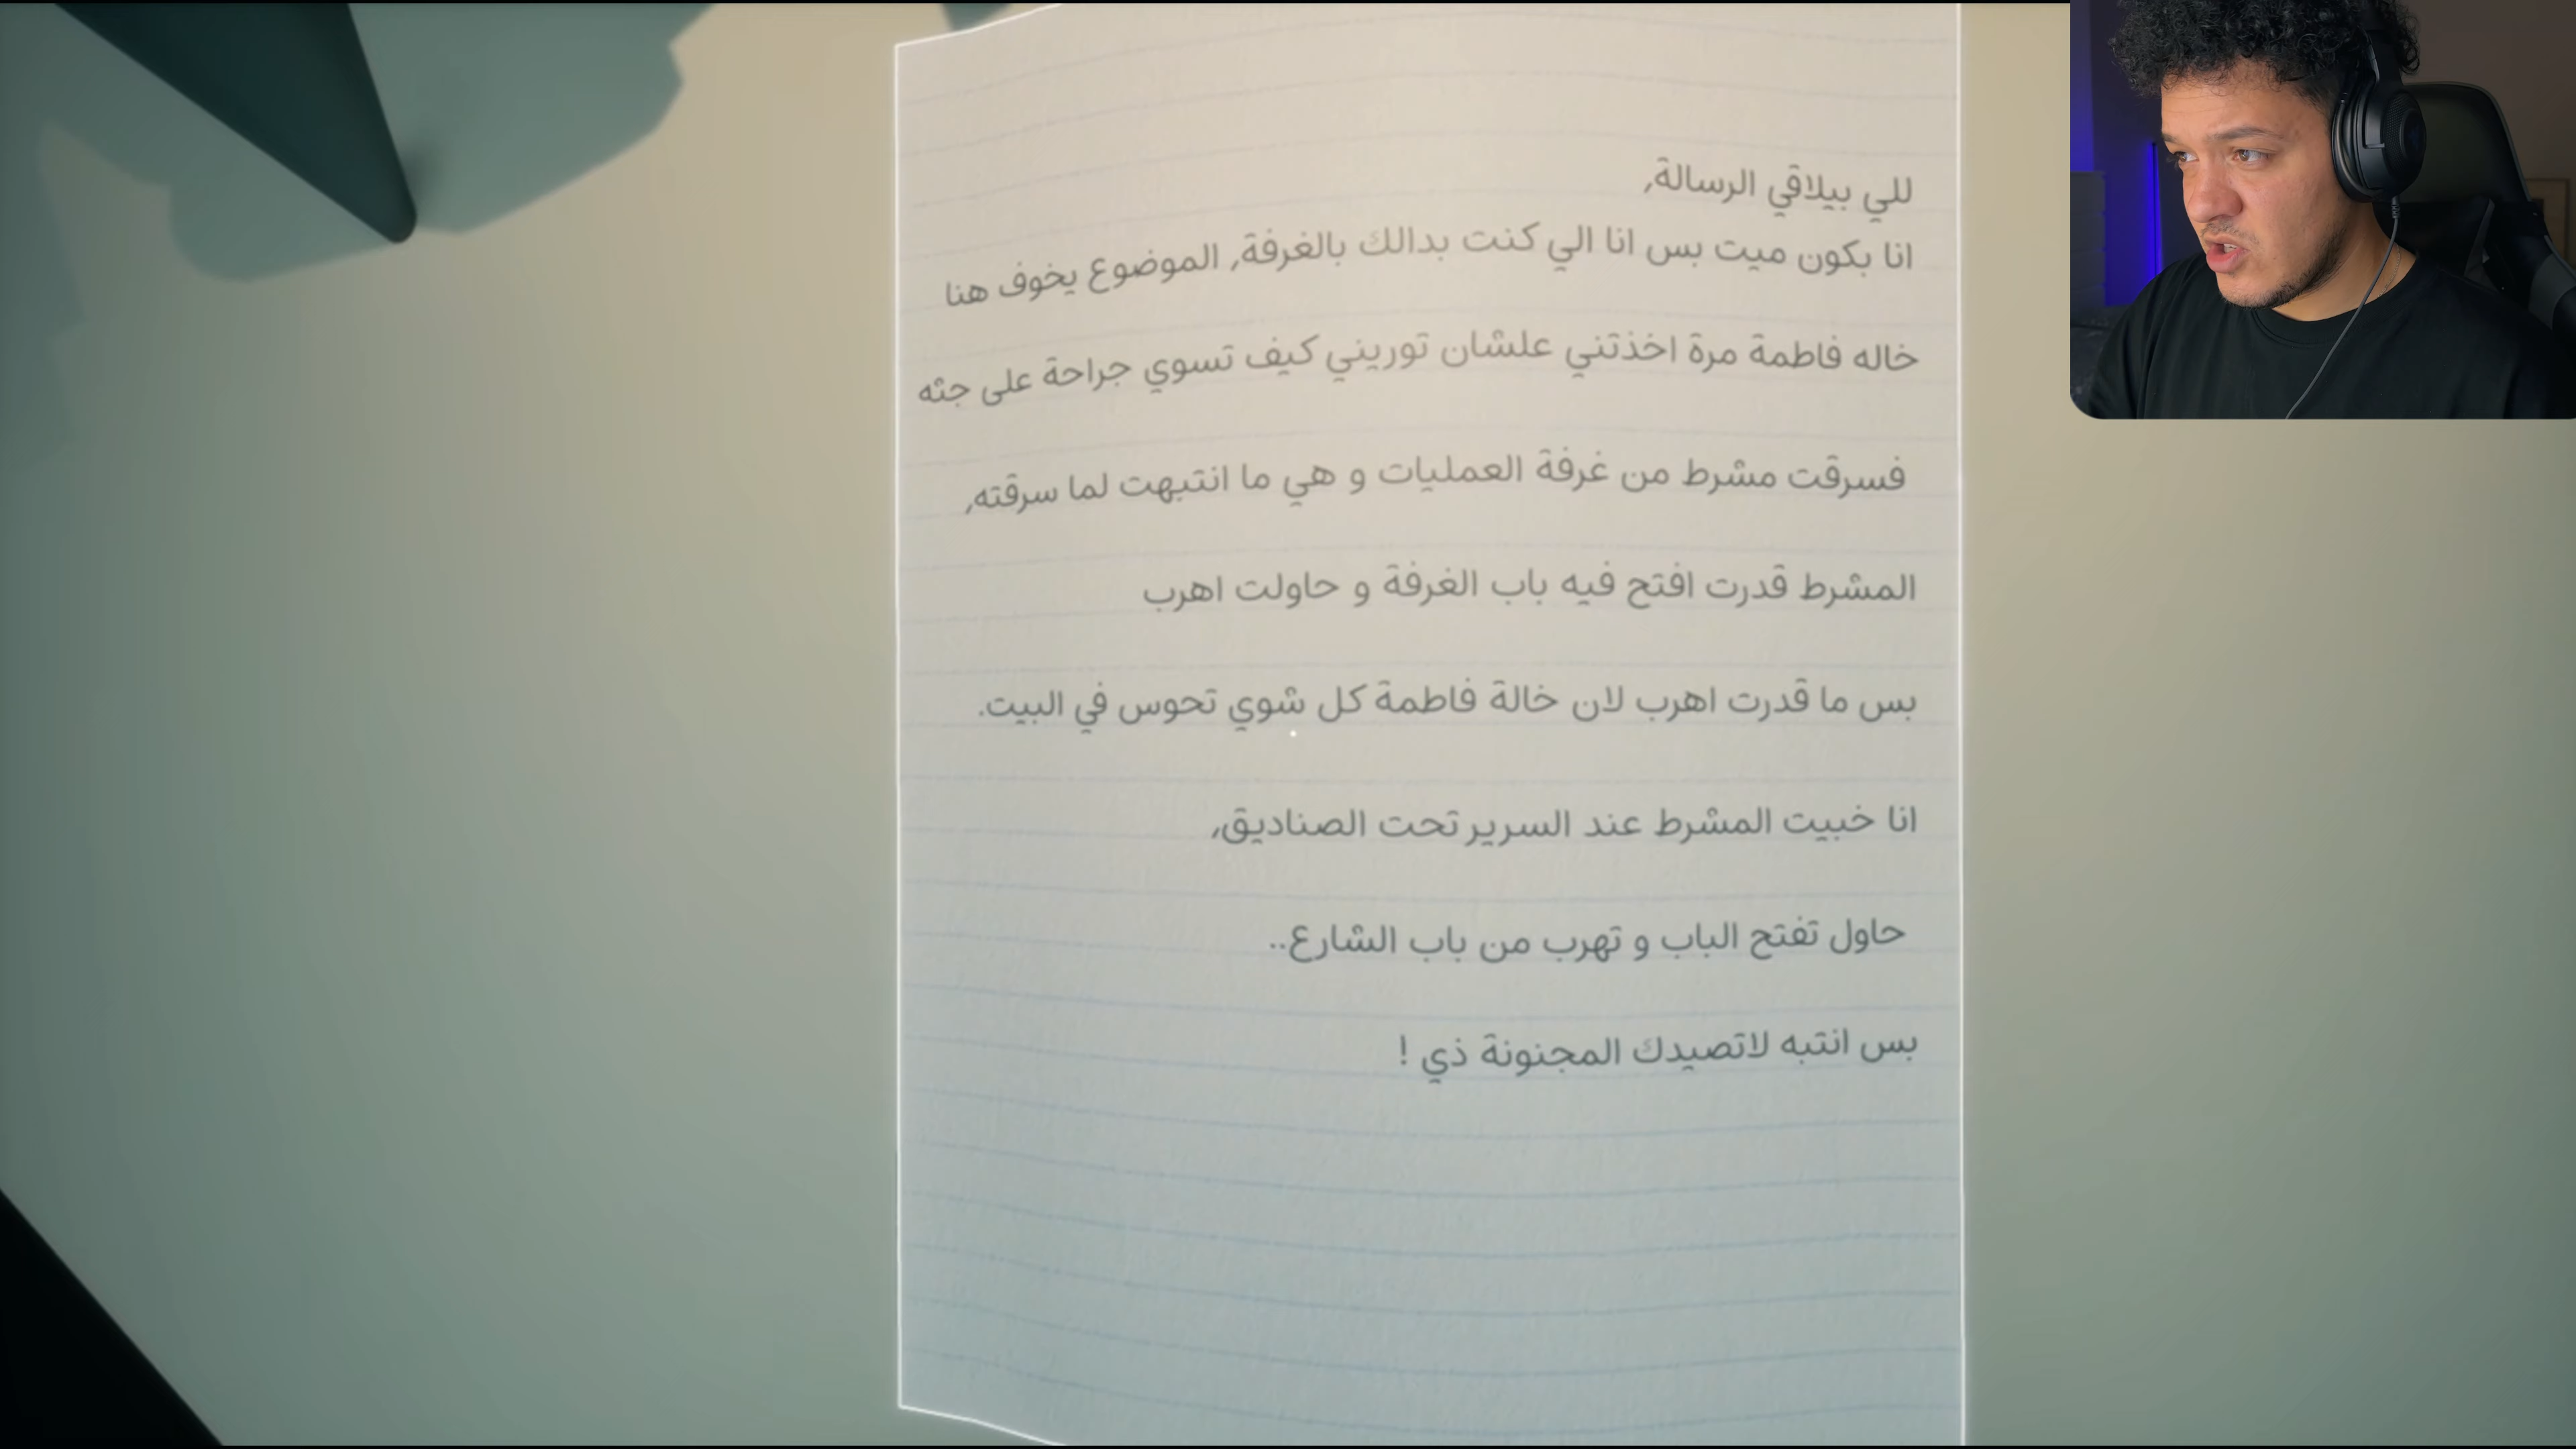 للي بيلاقي الرسالة,
انا بكون ميت بس انا الي كنت بدالك بالغرفة, الموضوع يخوف هنا
خاله فاطمة مرة اخذتني علشان توريني كيف تسوي جراحة على جثه
فسرقت مشرط من غرفة العمليات و هي ما انتبهت لما سرقته,
المشرط قدرت افتح فيه باب الغرفة و حاولت اهرب
بس ما قدرت اهرب لان خالة فاطمة كل شوي تحوس في البيت.
انا خبيت المشرط عند السرير تحت الصناديق,
حاول تفتح الباب و تهرب من باب الشارع..
بس انتبه لاتصيدك المجنونة ذي !